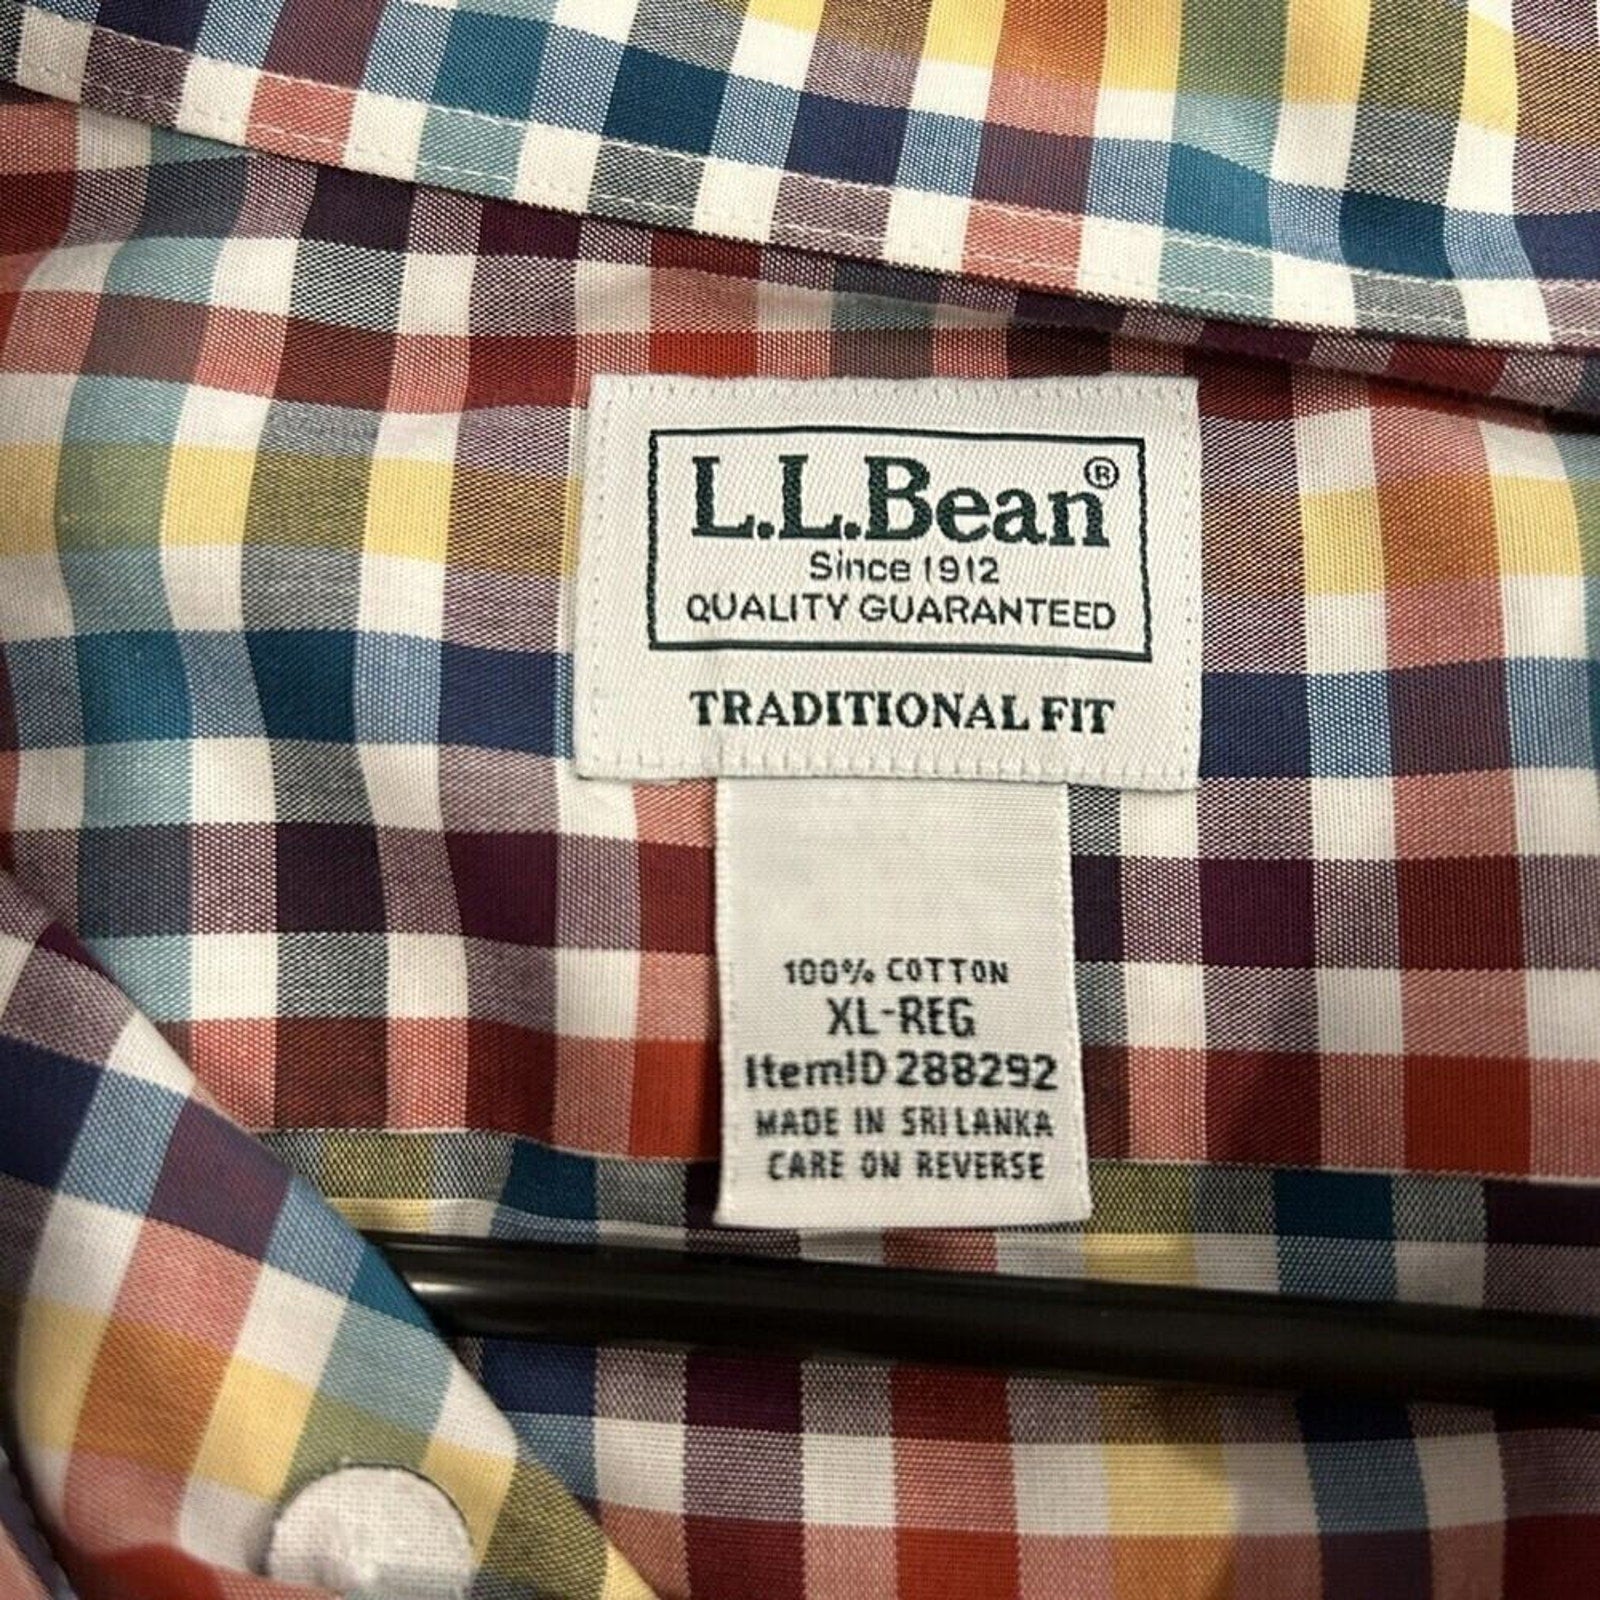 L.L.Bean®
Since 1912
QUALITY GUARANTEED
TRADITIONAL FIT
100% COTTON
XL-REG
ItemID 288292
MADE IN SRI LANKA
CARE ON REVERSE